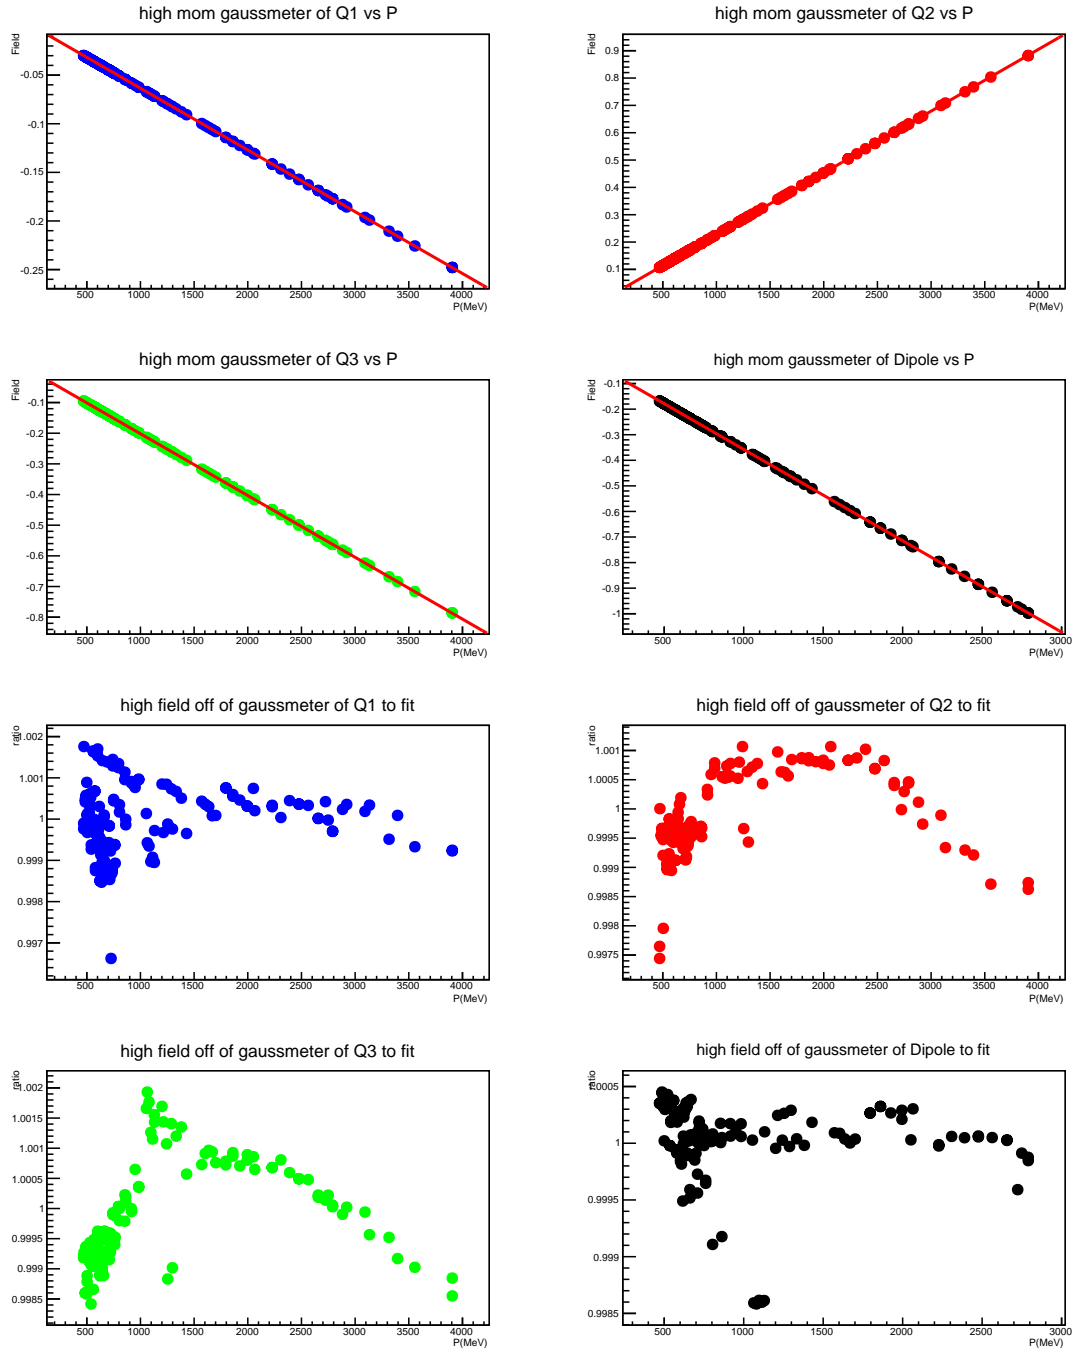 high mom gaussmeter of Q1 vs P
Field
-0.05
-0.1
-0.15
-0.2
-0.25
500 1000 1500 2000 2500 3000 3500 4000
P(MeV)
high mom gaussmeter of Q2 vs P
Field
0.9
0.8
0.7
0.6
0.5
0.4
0.3
0.2
0.1
500 1000 1500 2000 2500 3000 3500 4000
P(MeV)
high mom gaussmeter of Q3 vs P
Field
-0.1
-0.2
-0.3
-0.4
-0.5
-0.6
-0.7
-0.8
500 1000 1500 2000 2500 3000 3500 4000
P(MeV)
high mom gaussmeter of Dipole vs P
Field
-0.1
-0.2
-0.3
-0.4
-0.5
-0.6
-0.7
-0.8
-0.9
-1
500 1000 1500 2000 2500 3000
P(MeV)
high field off of gaussmeter of Q1 to fit
ratio
1.002
1.001
1
0.999
0.998
0.997
500 1000 1500 2000 2500 3000 3500 4000
P(MeV)
high field off of gaussmeter of Q2 to fit
ratio
1.001
1.0005
1
0.9995
0.999
0.9985
0.998
0.9975
500 1000 1500 2000 2500 3000 3500 4000
P(MeV)
high field off of gaussmeter of Q3 to fit
ratio
1.002
1.0015
1.001
1.0005
1
0.9995
0.999
0.9985
500 1000 1500 2000 2500 3000 3500 4000
P(MeV)
high field off of gaussmeter of Dipole to fit
ratio
1.0005
1
0.9995
0.999
0.9985
500 1000 1500 2000 2500 3000
P(MeV)